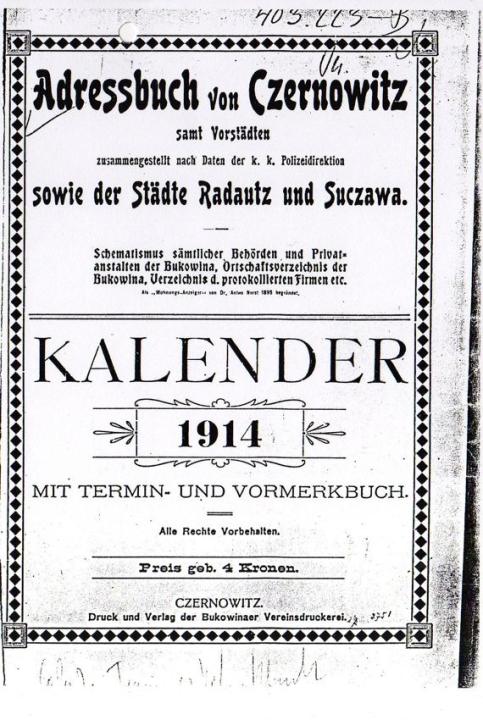 403.223-B
Adressbuch von Czernowitz
samt Vorstädten
zusammengestellt nach Daten der k. k. Polizeidirektion
sowie der Städte Radautz und Suczawa.
Schematismus sämtlicher Behörden und Privat-
anstalten der Bukowina, Ortschaftsverzeichnis der
Bukowina, Verzeichnis d. protokollierten Firmen etc.
Als „Wohnungs-Anzeiger" von Dr. Anton Norst 1895 begründet.
KALENDER
1914
MIT TERMIN- UND VORMERKBUCH.
Alle Rechte Vorbehalten.
Preis geb. 4 Kronen.
CZERNOWITZ.
Druck und Verlag der Bukowinaer Vereinsdruckerei.